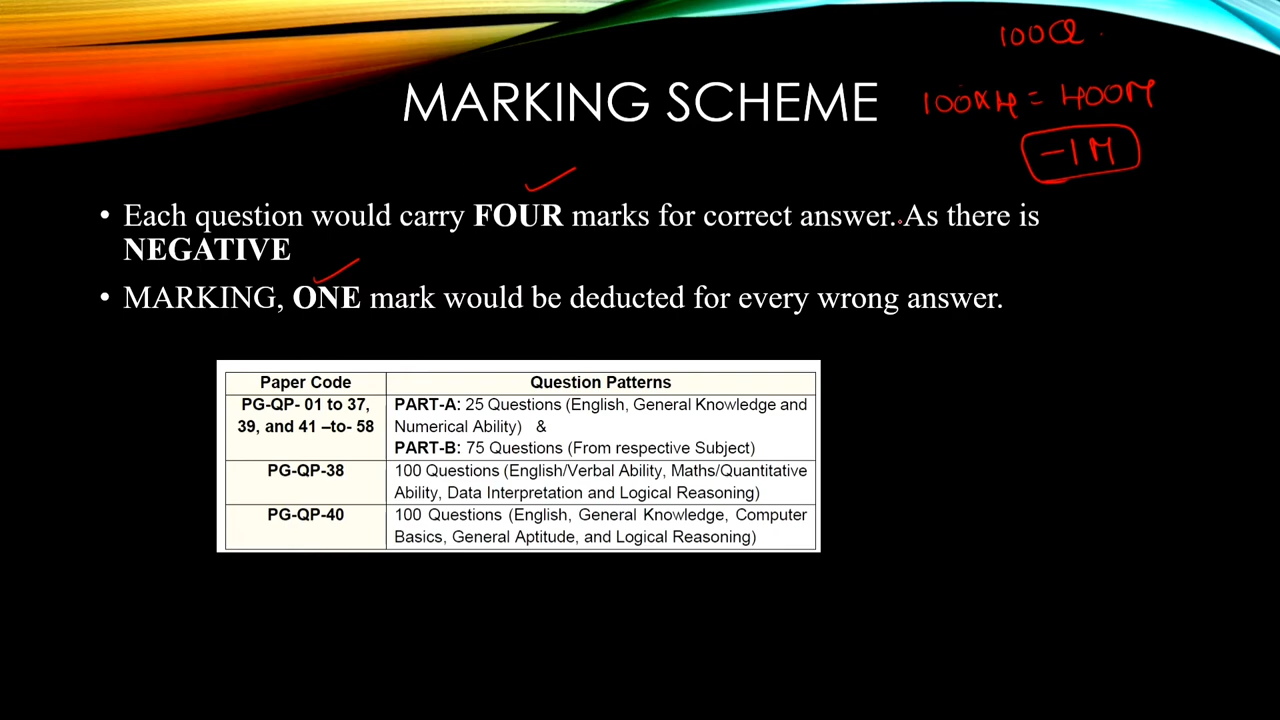 100Q.
MARKING SCHEME
100x4 = 400M
-1M
• Each question would carry FOUR marks for correct answer. As there is
NEGATIVE
• MARKING, ONE mark would be deducted for every wrong answer.
Paper Code Question Patterns
PG-QP- 01 to 37, PART-A: 25 Questions (English, General Knowledge and
39, and 41 –to- 58 Numerical Ability) &
PART-B: 75 Questions (From respective Subject)
PG-QP-38 100 Questions (English/Verbal Ability, Maths/Quantitative
Ability, Data Interpretation and Logical Reasoning)
PG-QP-40 100 Questions (English, General Knowledge, Computer
Basics, General Aptitude, and Logical Reasoning)